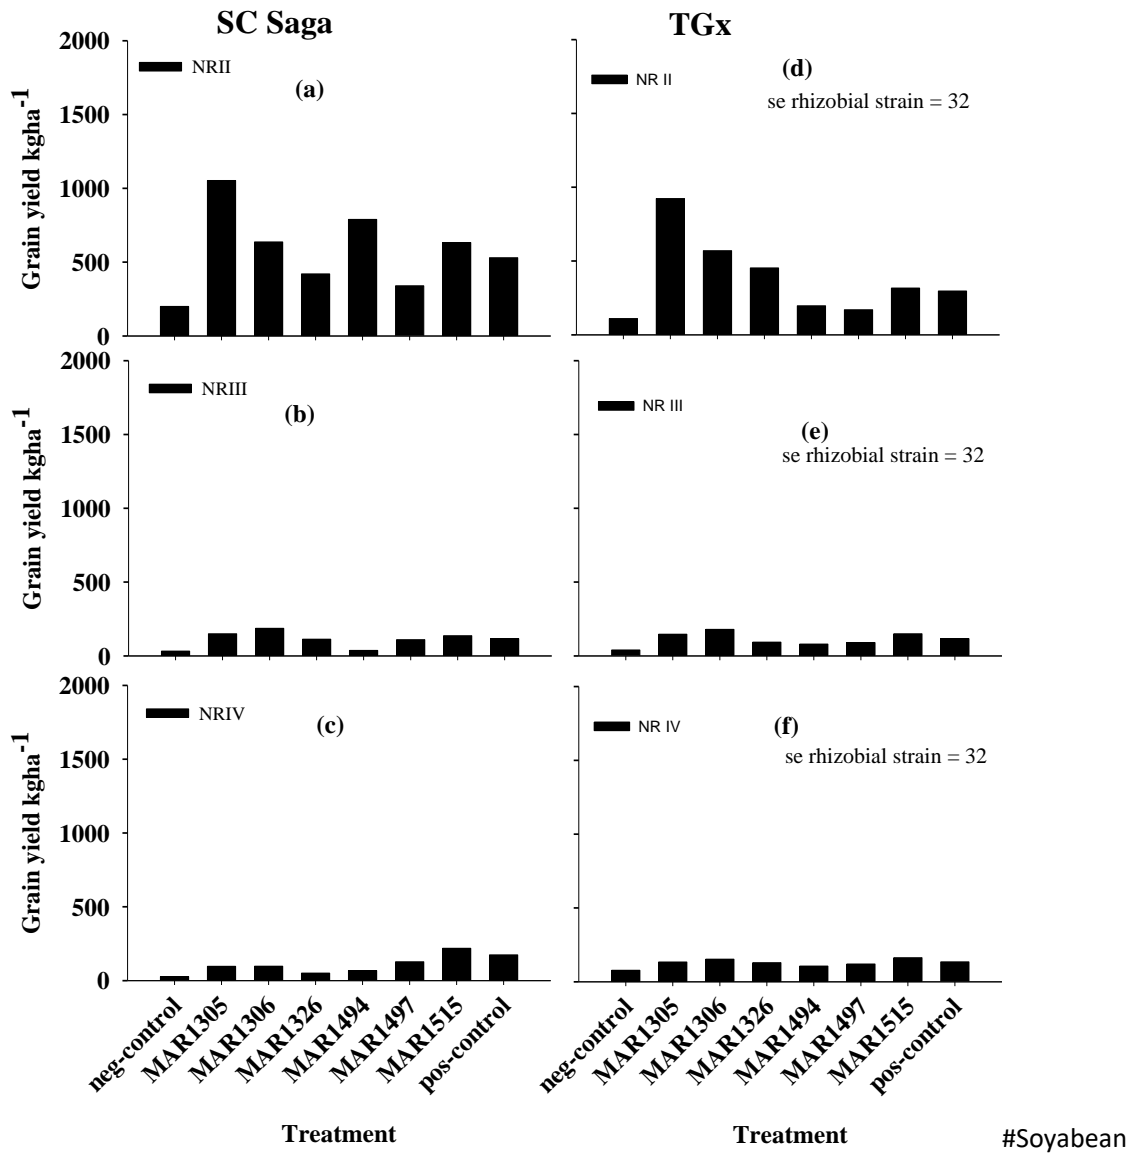 SC Saga
TGx
2000
1500
1000
500
0
Grain yield kgha-1
NRII
(a)
NR II
(d)
se rhizobial strain = 32
2000
1500
1000
500
0
Grain yield kgha-1
NRIII
(b)
NR III
(e)
se rhizobial strain = 32
2000
1500
1000
500
0
Grain yield kgha-1
NRIV
(c)
NR IV
(f)
se rhizobial strain = 32
neg-control
MAR1305
MAR1306
MAR1326
MAR1494
MAR1497
MAR1515
pos-control
neg-control
MAR1305
MAR1306
MAR1326
MAR1494
MAR1497
MAR1515
pos-control
Treatment
Treatment
#Soyabean